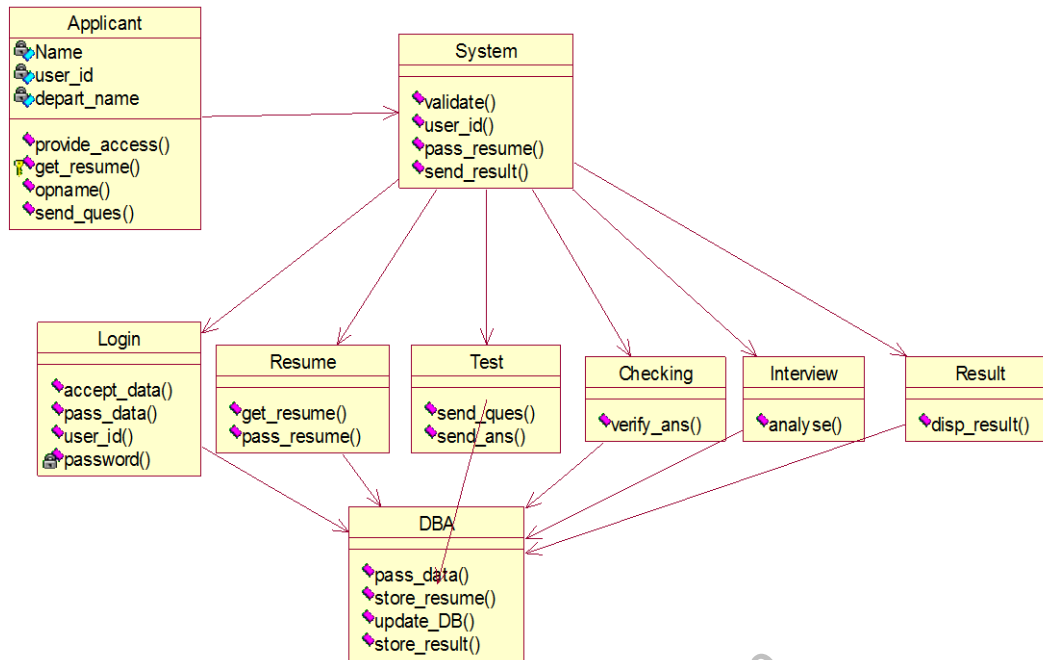 Applicant
Name
user_id
depart_name
provide_access()
get_resume()
opname()
send_ques()
System
validate()
user_id()
pass_resume()
send_result()
Login
accept_data()
pass_data()
user_id()
password()
Resume
get_resume()
pass_resume()
Test
send_ques()
send_ans()
Checking
verify_ans()
Interview
analyse()
Result
disp_result()
DBA
pass_data()
store_resume()
update_DB()
store_result()